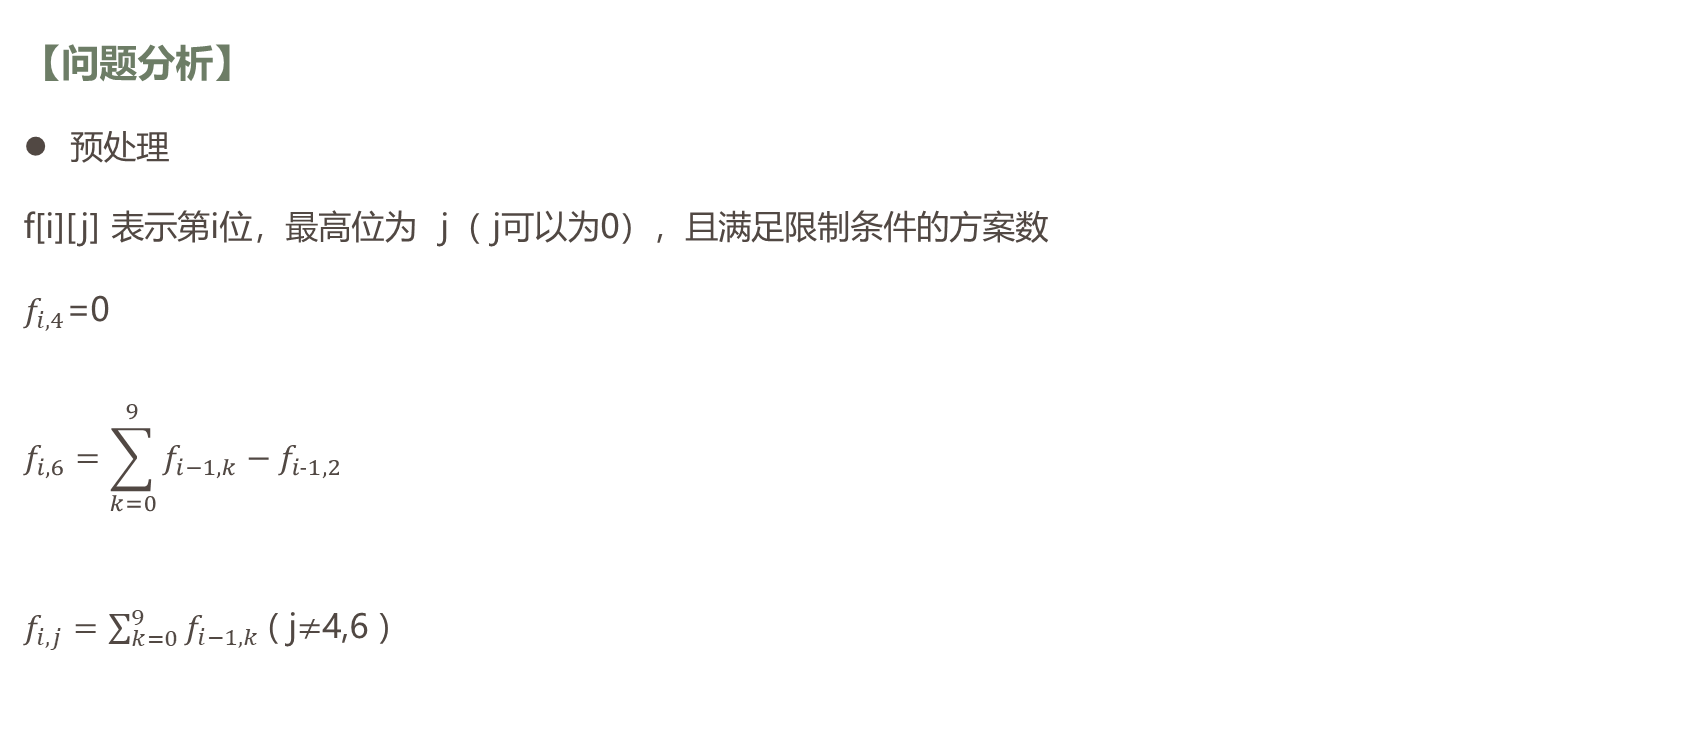 【问题分析】
● 预处理
f[i][j] 表示第i位，最高位为 j（ j可以为0），且满足限制条件的方案数
$f_{i,4}$=0
$f_{i,6} = \sum_{k=0}^{9} f_{i-1,k} - f_{i-1,2}$
$f_{i,j} = \sum_{k=0}^{9} f_{i-1,k}$ ( j≠4,6 )